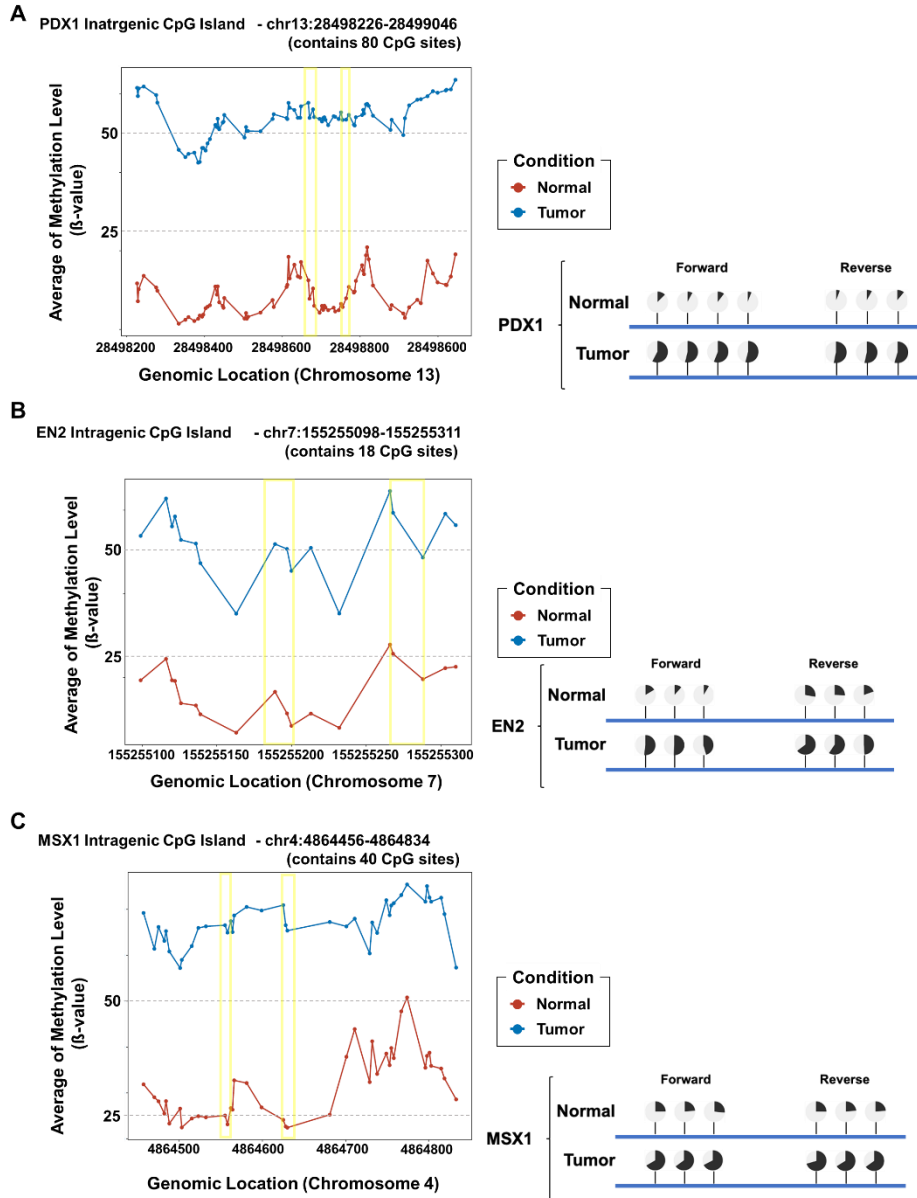 A
PDX1 Inatrgenic CpG Island - chr13:28498226-28499046
(contains 80 CpG sites)
Average of Methylation Level
(ß-value)
50
25
28498200 28498400 28498600 28498800 28498600
Genomic Location (Chromosome 13)
Condition
Normal
Tumor
Forward Reverse
PDX1
Normal
Tumor
B
EN2 Intragenic CpG Island - chr7:155255098-155255311
(contains 18 CpG sites)
Average of Methylation Level
(ß-value)
50
25
155255100 155255150 155255200 155255260 155255310
Genomic Location (Chromosome 7)
Condition
Normal
Tumor
Forward Reverse
EN2
Normal
Tumor
C
MSX1 Intragenic CpG Island - chr4:4864456-4864834
(contains 40 CpG sites)
Average of Methylation Level
(ß-value)
50
25
4864500 4864600 4864700 4864800
Genomic Location (Chromosome 4)
Condition
Normal
Tumor
Forward Reverse
MSX1
Normal
Tumor